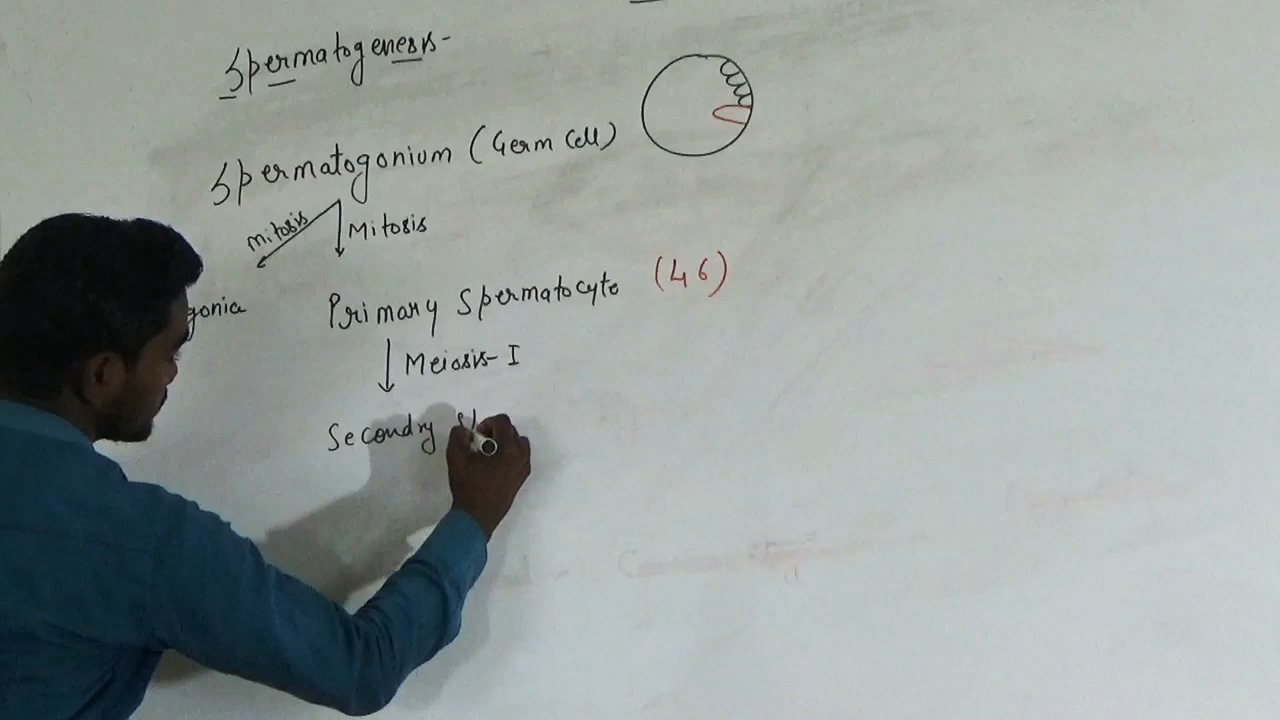 Spermatogenesis-
Spermatogonium (Germ Cell)
Mitosis Mitosis
gonia Primary Spermatocyte (46)
Meiosis-I
Secondry